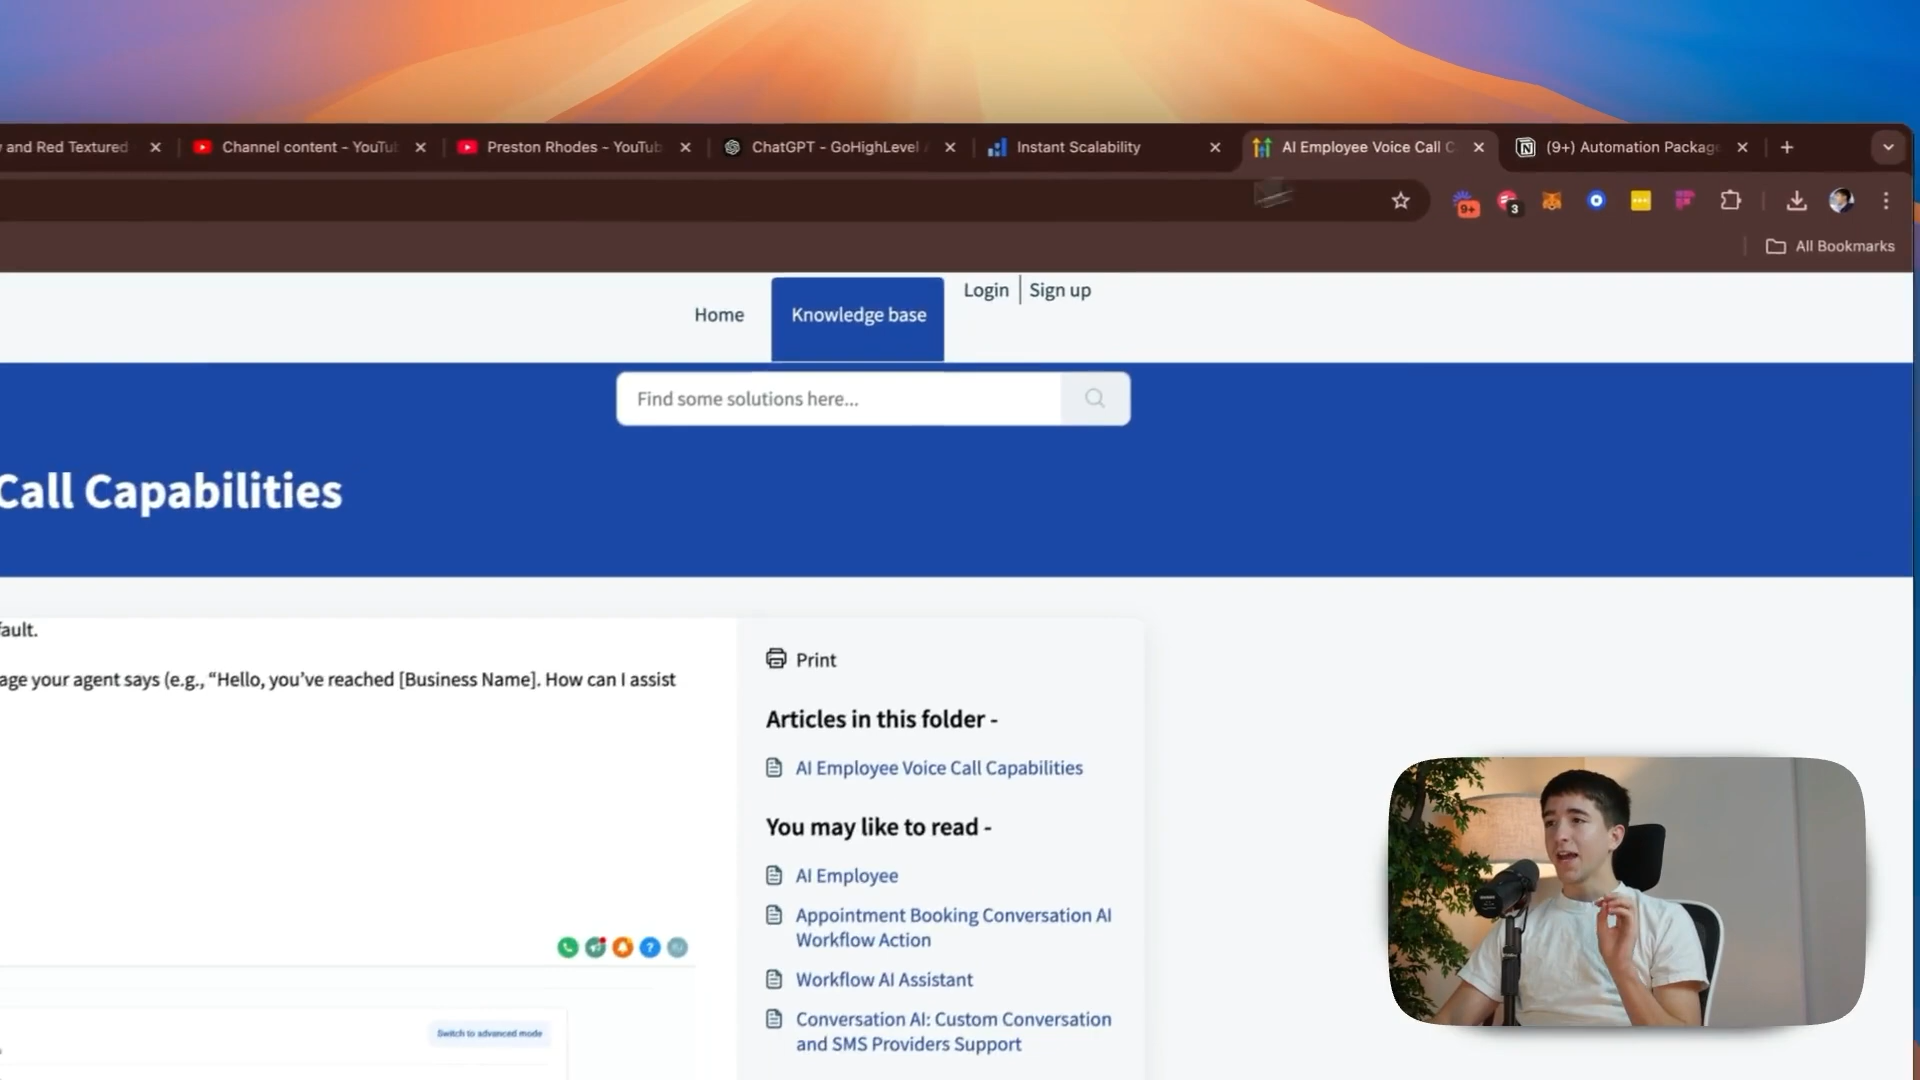 and Red Textured
Channel content - YouTu
Preston Rhodes - YouTub
ChatGPT - GoHighLevel
Instant Scalability
AI Employee Voice Call C
(9+) Automation Packag
9+
3
All Bookmarks
Home
Knowledge base
Login
Sign up
Find some solutions here...
Call Capabilities
fault.
age your agent says (e.g., “Hello, you’ve reached [Business Name]. How can I assist
Print
Articles in this folder -
AI Employee Voice Call Capabilities
You may like to read -
AI Employee
Appointment Booking Conversation AI
Workflow Action
Workflow AI Assistant
Conversation AI: Custom Conversation
and SMS Providers Support
Switch to advanced mode